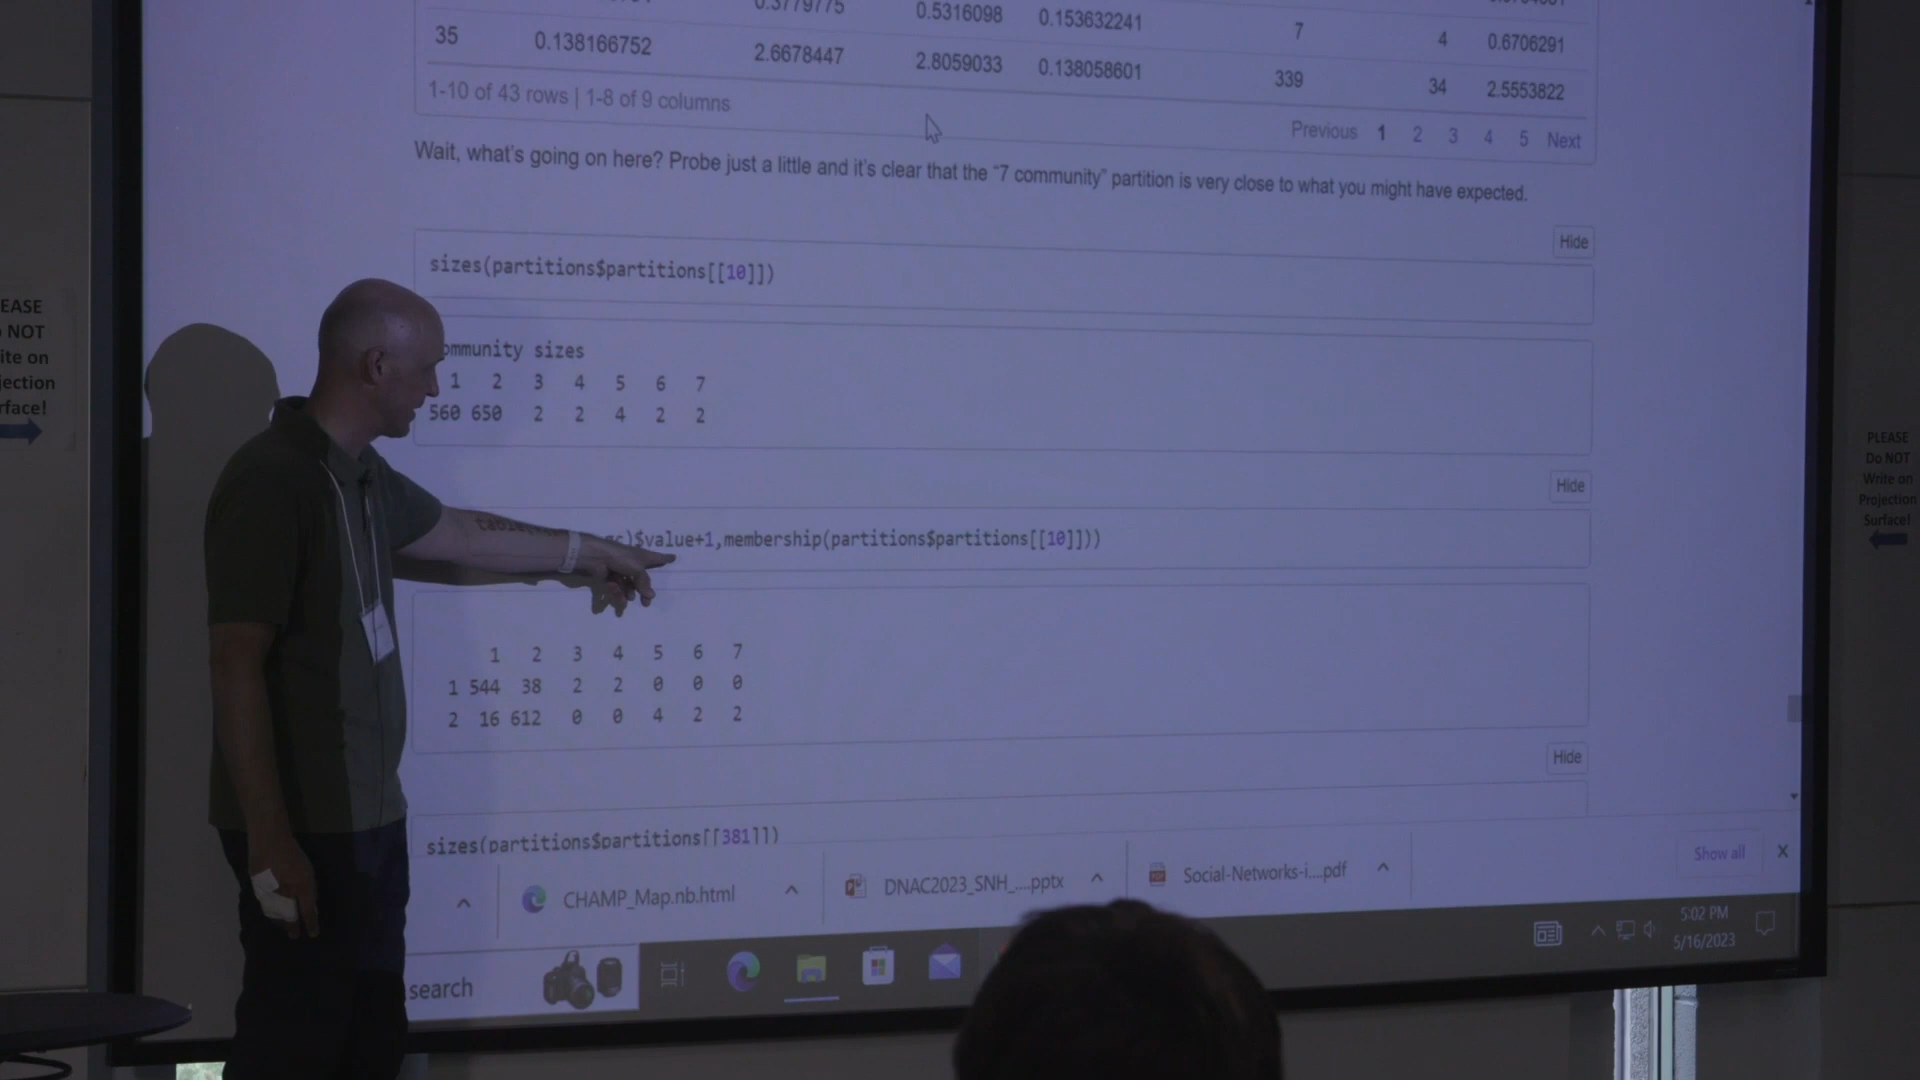 0.3779775 0.5316098 0.153632241 7 4 0.6706291
35 0.138166752 2.6678447 2.8059033 0.138058601 339 34 2.5553822
1-10 of 43 rows | 1-8 of 9 columns
Previous 1 2 3 4 5 Next
Wait, what's going on here? Probe just a little and it's clear that the “7 community” partition is very close to what you might have expected.
Hide
sizes(partitions$partitions[[10]])
ommunity sizes
1 2 3 4 5 6 7
560 650 2 2 4 2 2
Hide
)$value+1,membership(partitions$partitions[[10]]))
1 2 3 4 5 6 7
1 544 38 2 2 0 0 0
2 16 612 0 0 4 2 2
Hide
sizes(partitions$partitions[[381]])
CHAMP_Map.nb.html
DNAC2023_SNH_....pptx
Social-Networks-i....pdf
Show all X
search
5:02 PM
5/16/2023
EASE
NOT
ite on
jection
rface!
PLEASE
Do NOT
Write on
Projection
Surface!